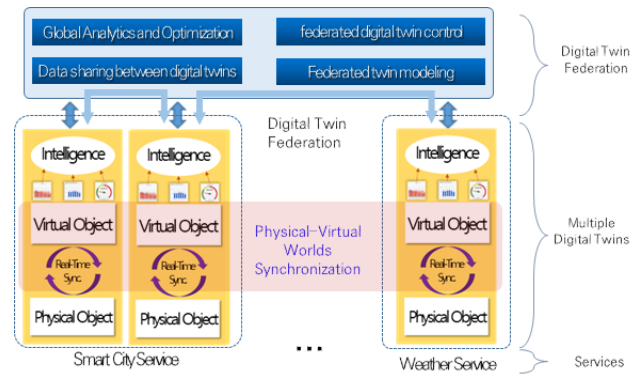 Global Analytics and Optimization
federated digital twin control
Data sharing between digital twins
Federated twin modeling
Digital Twin
Federation
Digital Twin
Federation
Intelligence
Intelligence
Intelligence
Virtual Object
Virtual Object
Virtual Object
Physical-Virtual
Worlds
Synchronization
Multiple
Digital Twins
Real-Time
Sync.
Real-Time
Sync.
Real-Time
Sync.
Physical Object
Physical Object
Physical Object
...
Smart City Service
Weather Service
Services